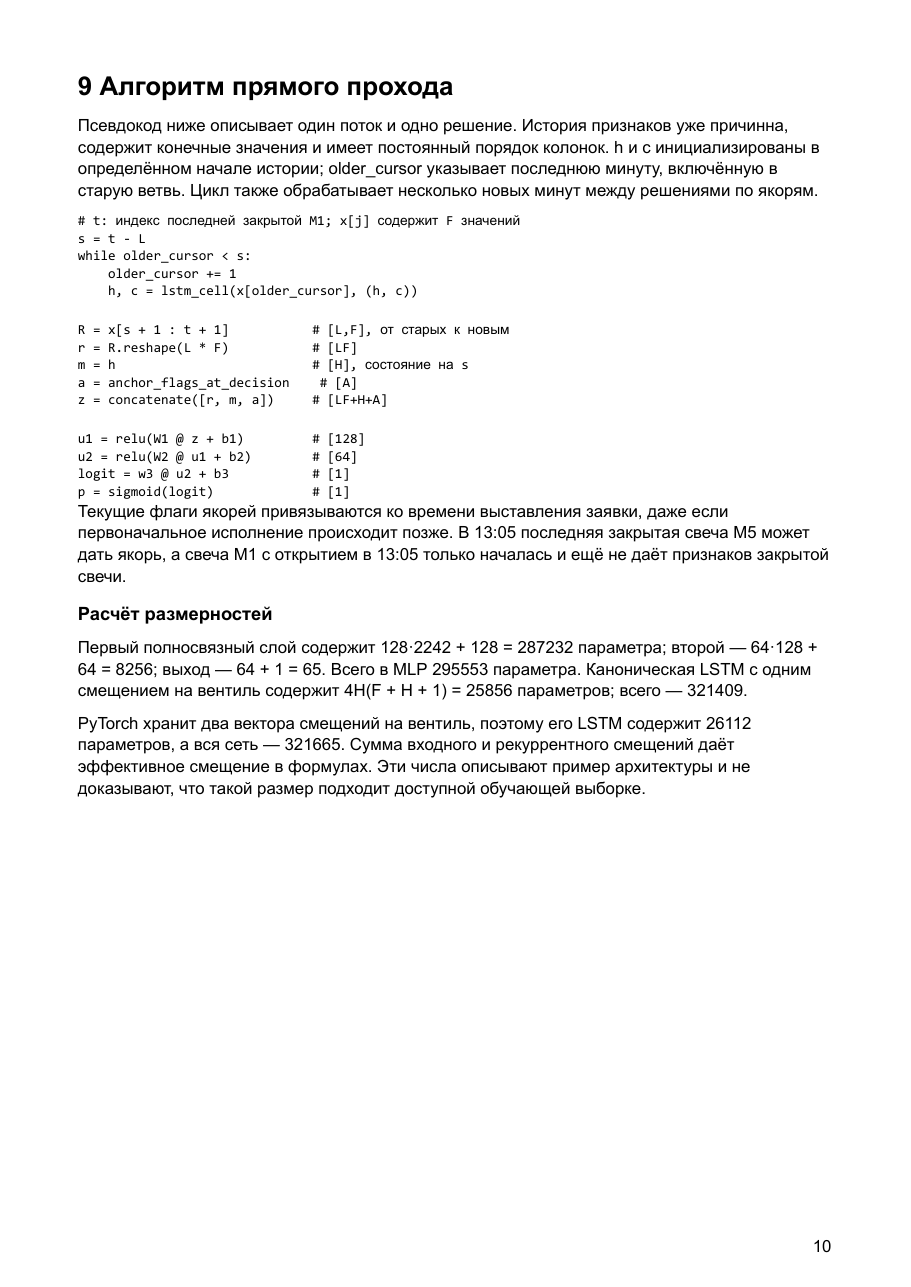 9 Алгоритм прямого прохода
Псевдокод ниже описывает один поток и одно решение. История признаков уже причинна,
содержит конечные значения и имеет постоянный порядок колонок. h и c инициализированы в
определённом начале истории; older_cursor указывает последнюю минуту, включённую в
старую ветвь. Цикл также обрабатывает несколько новых минут между решениями по якорям.
# t: индекс последней закрытой M1; x[j] содержит F значений
s = t - L
while older_cursor < s:
    older_cursor += 1
    h, c = lstm_cell(x[older_cursor], (h, c))
R = x[s + 1 : t + 1]           # [L,F], от старых к новым
r = R.reshape(L * F)           # [LF]
m = h                          # [H], состояние на s
a = anchor_flags_at_decision    # [A]
z = concatenate([r, m, a])     # [LF+H+A]
u1 = relu(W1 @ z + b1)         # [128]
u2 = relu(W2 @ u1 + b2)        # [64]
logit = w3 @ u2 + b3           # [1]
p = sigmoid(logit)             # [1]
Текущие флаги якорей привязываются ко времени выставления заявки, даже если
первоначальное исполнение происходит позже. В 13:05 последняя закрытая свеча M5 может
дать якорь, а свеча M1 с открытием в 13:05 только началась и ещё не даёт признаков закрытой
свечи.
Расчёт размерностей
Первый полносвязный слой содержит 128·2242 + 128 = 287232 параметра; второй — 64·128 +
64 = 8256; выход — 64 + 1 = 65. Всего в MLP 295553 параметра. Каноническая LSTM с одним
смещением на вентиль содержит 4H(F + H + 1) = 25856 параметров; всего — 321409.
PyTorch хранит два вектора смещений на вентиль, поэтому его LSTM содержит 26112
параметров, а вся сеть — 321665. Сумма входного и рекуррентного смещений даёт
эффективное смещение в формулах. Эти числа описывают пример архитектуры и не
доказывают, что такой размер подходит доступной обучающей выборке.
10